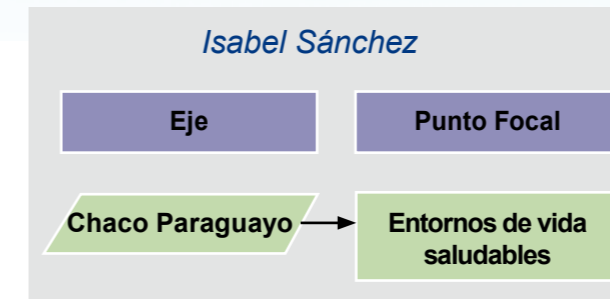 Isabel Sánchez
Eje
Punto Focal
Chaco Paraguayo
Entornos de vida
saludables